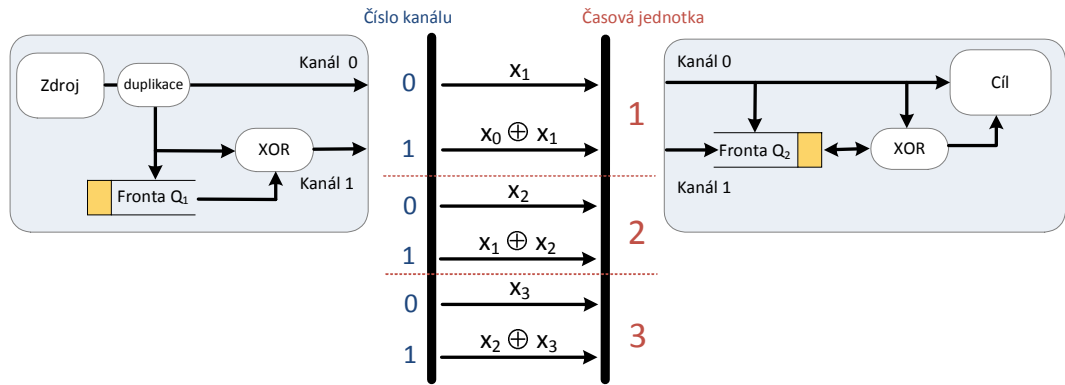 Číslo kanálu
Časová jednotka
Zdroj
duplikace
Kanál 0
XOR
Kanál 1
Fronta Q₁
0
x₁
1
1
x₀ ⊕ x₁
0
x₂
2
1
x₁ ⊕ x₂
0
x₃
3
1
x₂ ⊕ x₃
Kanál 0
Cíl
Fronta Q₂
XOR
Kanál 1